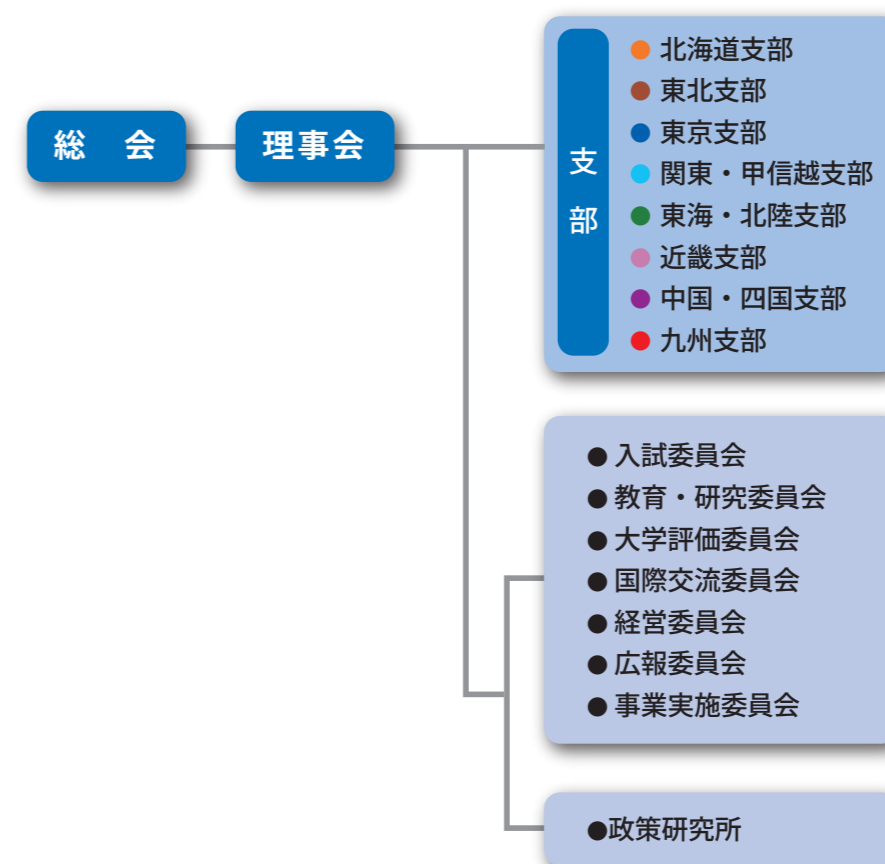 総　会
理事会
支部
● 北海道支部
● 東北支部
● 東京支部
● 関東・甲信越支部
● 東海・北陸支部
● 近畿支部
● 中国・四国支部
● 九州支部
● 入試委員会
● 教育・研究委員会
● 大学評価委員会
● 国際交流委員会
● 経営委員会
● 広報委員会
● 事業実施委員会
●政策研究所